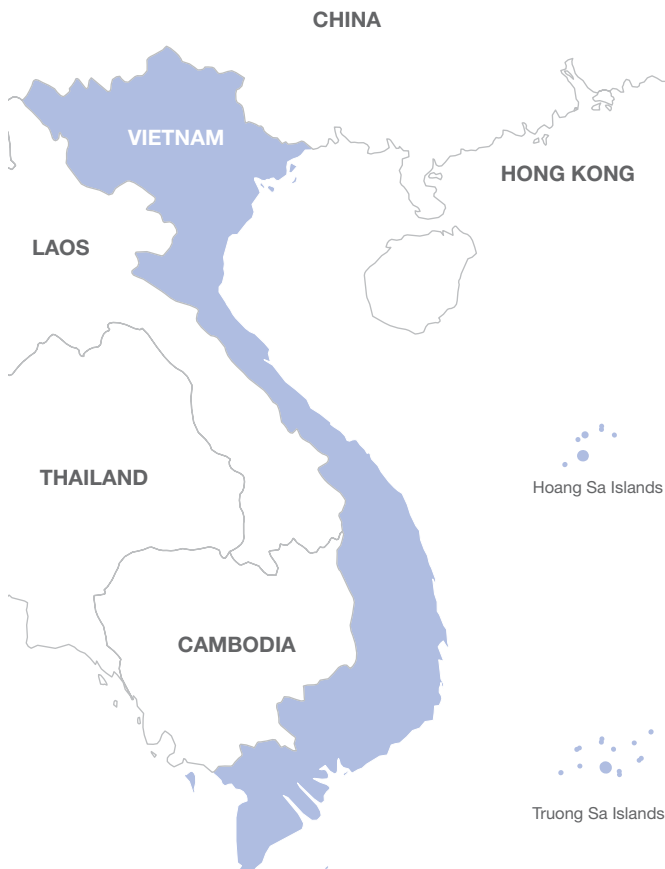 CHINA
VIETNAM
HONG KONG
LAOS
THAILAND
Hoang Sa Islands
CAMBODIA
Truong Sa Islands